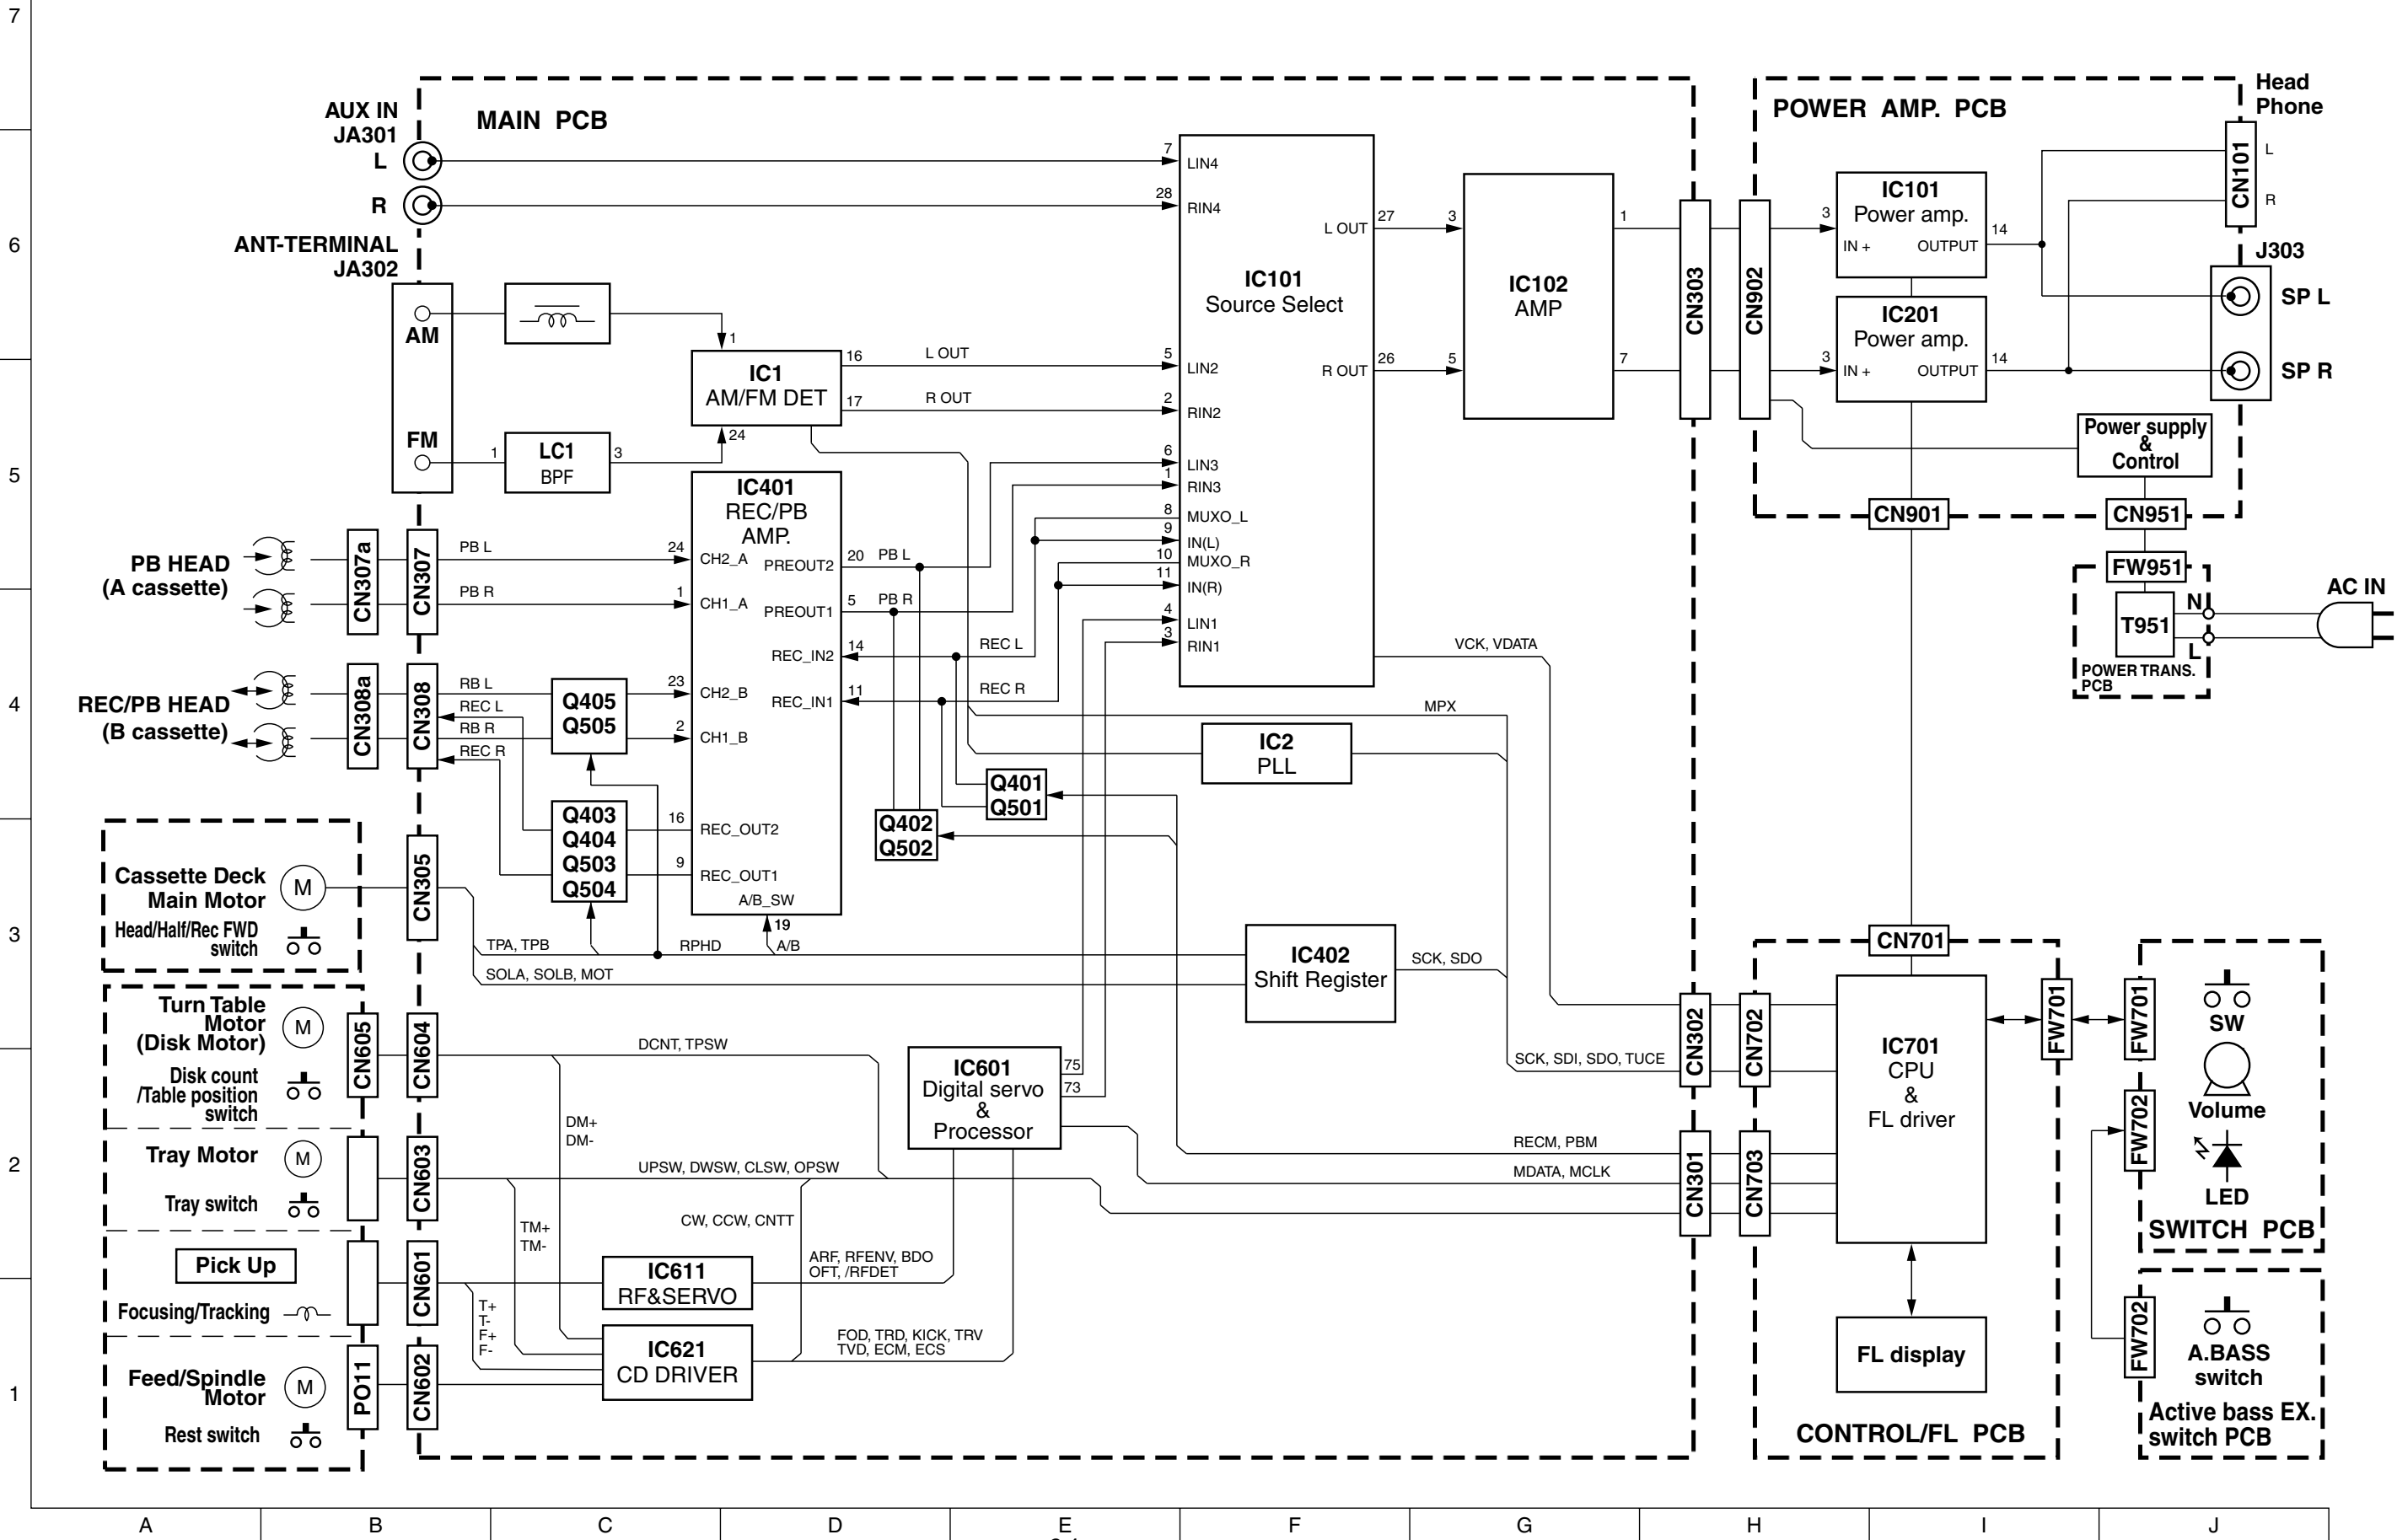 7
6
5
4
3
2
1
AUX IN
JA301
L
R
ANT-TERMINAL
JA302
AM
FM
MAIN PCB
7
LIN4
28
RIN4
IC101
Source Select
L OUT
27
R OUT
26
5
LIN2
2
RIN2
6
LIN3
1
RIN3
8
MUXO_L
9
IN(L)
10
MUXO_R
11
IN(R)
4
LIN1
3
RIN1
1
IC1
AM/FM DET
16
L OUT
17
R OUT
24
1
LC1
BPF
3
3
5
IC102
AMP
1
7
CN303
CN902
POWER AMP. PCB
3
IC101
Power amp.
IN +
OUTPUT
14
3
IC201
Power amp.
IN +
OUTPUT
14
Head
Phone
CN101
L
R
J303
SP L
SP R
Power supply
&
Control
CN901
CN951
FW951
T951
N
L
AC IN
POWER TRANS.
PCB
PB HEAD
(A cassette)
CN307a
CN307
PB L
PB R
REC/PB HEAD
(B cassette)
CN308a
CN308
RB L
REC L
RB R
REC R
Q405
Q505
Q403
Q404
Q503
Q504
IC401
REC/PB
AMP.
24
CH2_A
1
CH1_A
23
CH2_B
2
CH1_B
16
REC_OUT2
9
REC_OUT1
A/B_SW
19
A/B
PREOUT2
20
PB L
PREOUT1
5
PB R
REC_IN2
14
REC L
REC_IN1
11
REC R
Q401
Q501
Q402
Q502
IC2
PLL
MPX
VCK, VDATA
IC402
Shift Register
SCK, SDO
SCK, SDI, SDO, TUCE
RECM, PBM
MDATA, MCLK
Cassette Deck
Main Motor
M
Head/Half/Rec FWD
switch
CN305
TPA, TPB
RPHD
SOLA, SOLB, MOT
Turn Table
Motor
(Disk Motor)
M
Disk count
/Table position
switch
CN605
CN604
DCNT, TPSW
DM+
DM-
Tray Motor
M
Tray switch
CN603
UPSW, DWSW, CLSW, OPSW
TM+
TM-
CW, CCW, CNTT
Pick Up
Focusing/Tracking
CN601
T+
T-
F+
F-
Feed/Spindle
Motor
M
Rest switch
PO11
CN602
IC611
RF&SERVO
ARF, RFENV, BDO
OFT, /RFDET
IC621
CD DRIVER
FOD, TRD, KICK, TRV
TVD, ECM, ECS
IC601
Digital servo
&
Processor
75
73
CN302
CN702
CN301
CN703
CN701
IC701
CPU
&
FL driver
FL display
CONTROL/FL PCB
FW701
FW701
FW702
SW
Volume
LED
SWITCH PCB
FW702
A.BASS
switch
Active bass EX.
switch PCB
A
B
C
D
E
F
G
H
I
J